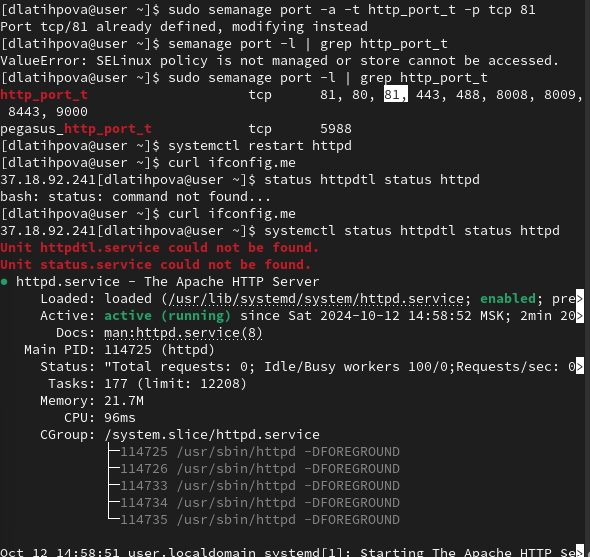 [dlatihpova@user ~]$ sudo semanage port -a -t http_port_t -p tcp 81
Port tcp/81 already defined, modifying instead
[dlatihpova@user ~]$ semanage port -l | grep http_port_t
ValueError: SELinux policy is not managed or store cannot be accessed.
[dlatihpova@user ~]$ sudo semanage port -l | grep http_port_t
http_port_t                    tcp      81, 80, 81, 443, 488, 8008, 8009,
 8443, 9000
pegasus_http_port_t            tcp      5988
[dlatihpova@user ~]$ systemctl restart httpd
[dlatihpova@user ~]$ curl ifconfig.me
37.18.92.241[dlatihpova@user ~]$ status httpdtl status httpd
bash: status: command not found...
[dlatihpova@user ~]$ curl ifconfig.me
37.18.92.241[dlatihpova@user ~]$ systemctl status httpdtl status httpd
Unit httpdtl.service could not be found.
Unit status.service could not be found.
● httpd.service - The Apache HTTP Server
     Loaded: loaded (/usr/lib/systemd/system/httpd.service; enabled; pre>
     Active: active (running) since Sat 2024-10-12 14:58:52 MSK; 2min 20>
       Docs: man:httpd.service(8)
   Main PID: 114725 (httpd)
     Status: "Total requests: 0; Idle/Busy workers 100/0;Requests/sec: 0>
      Tasks: 177 (limit: 12208)
     Memory: 21.7M
        CPU: 96ms
     CGroup: /system.slice/httpd.service
             ├─114725 /usr/sbin/httpd -DFOREGROUND
             ├─114726 /usr/sbin/httpd -DFOREGROUND
             ├─114733 /usr/sbin/httpd -DFOREGROUND
             ├─114734 /usr/sbin/httpd -DFOREGROUND
             └─114735 /usr/sbin/httpd -DFOREGROUND
Oct 12 14:58:51 user.localdomain systemd[1]: Starting The Apache HTTP Se>